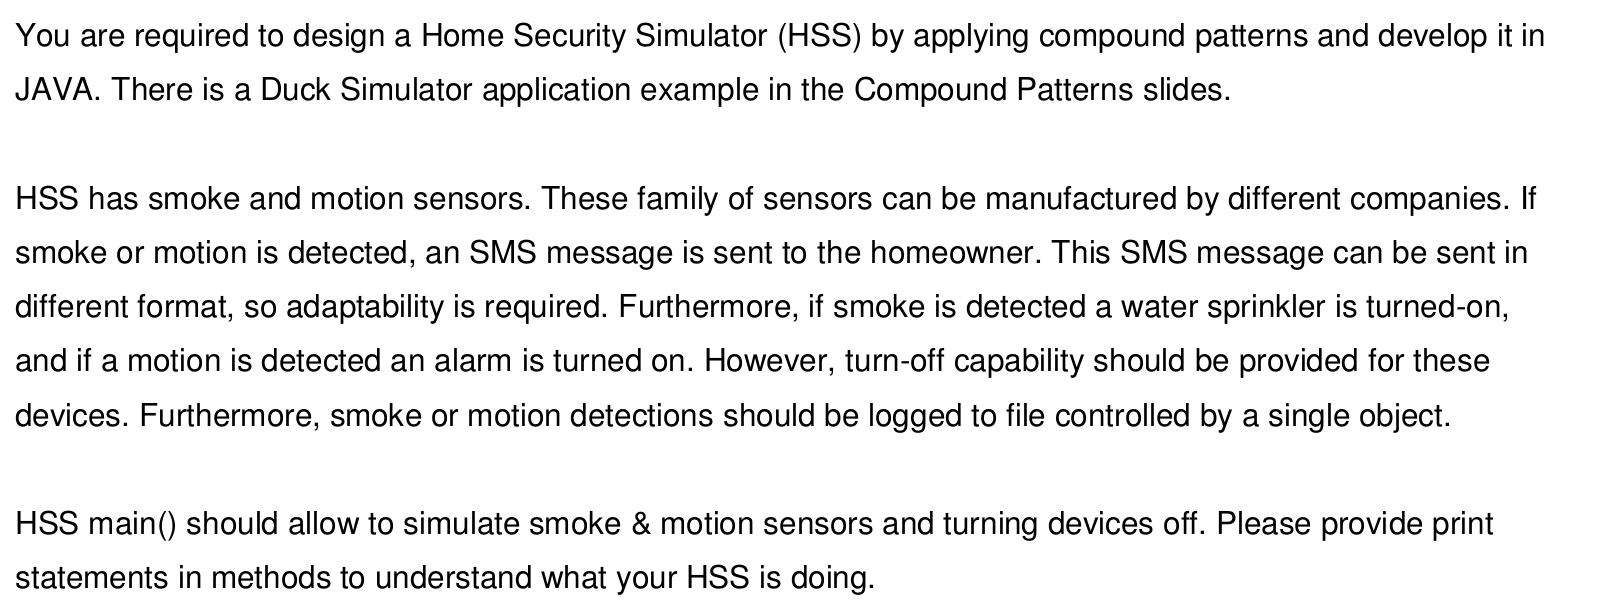 You are required to design a Home Security Simulator (HSS) by applying compound patterns and develop it in
JAVA. There is a Duck Simulator application example in the Compound Patterns slides.
HSS has smoke and motion sensors. These family of sensors can be manufactured by different companies. If
smoke or motion is detected, an SMS message is sent to the homeowner. This SMS message can be sent in
different format, so adaptability is required. Furthermore, if smoke is detected a water sprinkler is turned-on,
and if a motion is detected an alarm is turned on. However, turn-off capability should be provided for these
devices. Furthermore, smoke or motion detections should be logged to file controlled by a single object.
HSS main() should allow to simulate smoke & motion sensors and turning devices off. Please provide print
statements in methods to understand what your HSS is doing.